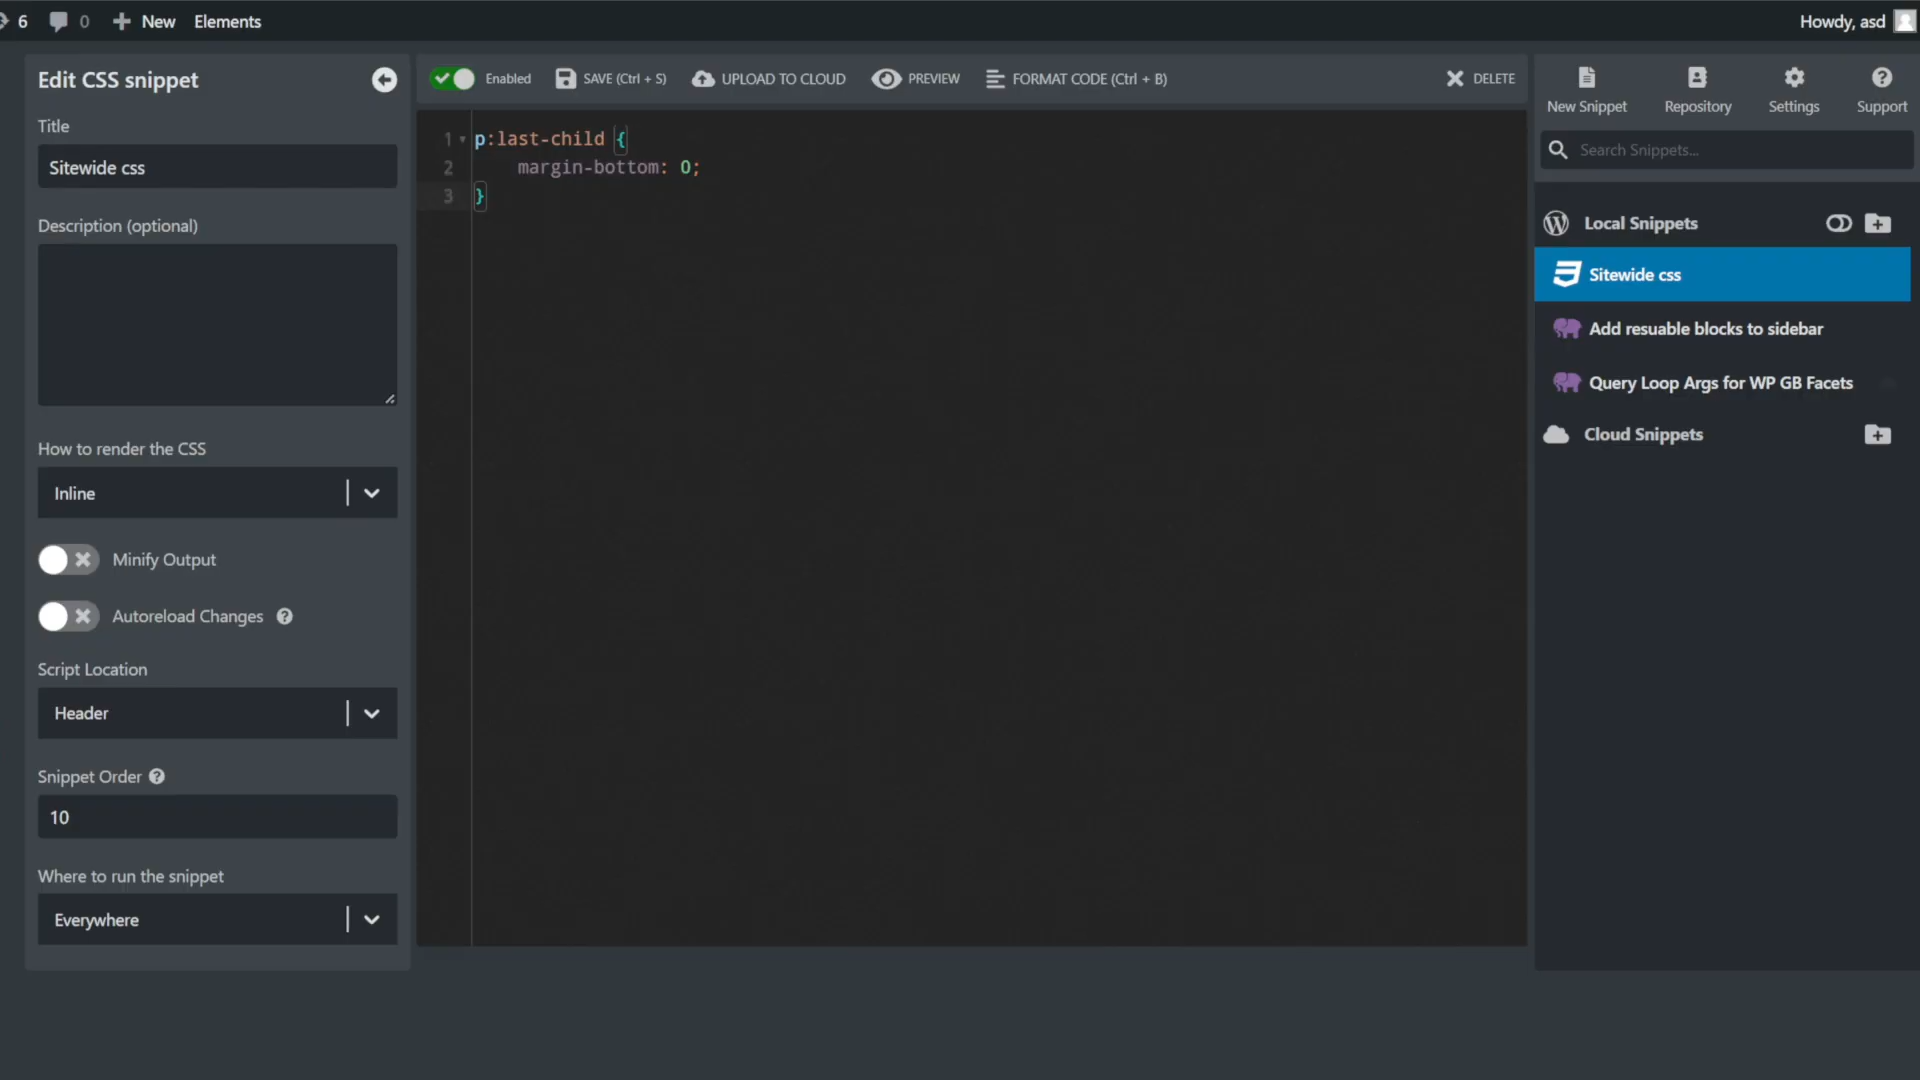 6 0 New Elements Howdy, asd
Edit CSS snippet
Title
Sitewide css
Description (optional)
How to render the CSS
Inline
Minify Output
Autoreload Changes
Script Location
Header
Snippet Order
10
Where to run the snippet
Everywhere
Enabled SAVE (Ctrl + S) UPLOAD TO CLOUD PREVIEW FORMAT CODE (Ctrl + B) DELETE
1 p:last-child {
2 margin-bottom: 0;
3 }
New Snippet Repository Settings Support
Search Snippets...
Local Snippets
Sitewide css
Add resuable blocks to sidebar
Query Loop Args for WP GB Facets
Cloud Snippets